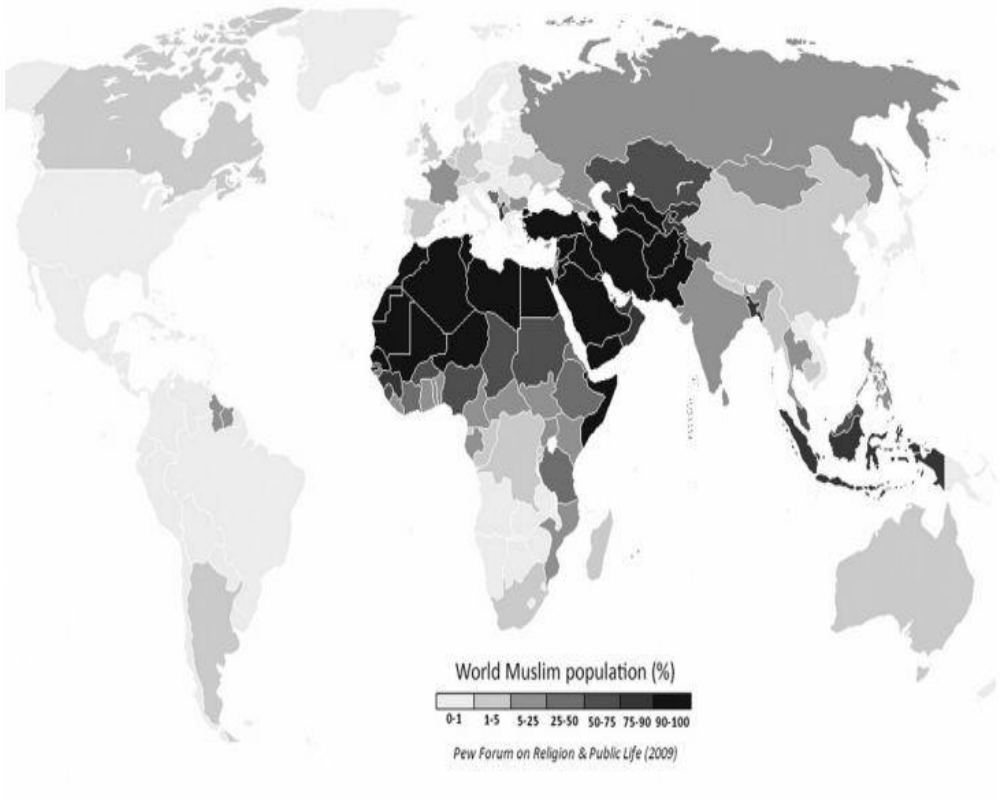 World Muslim population (%)
0-1 1-5 5-25 25-50 50-75 75-90 90-100
Pew Forum on Religion & Public Life (2009)